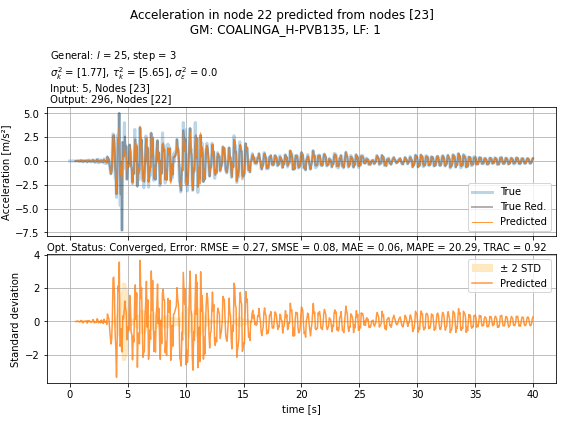 Acceleration in node 22 predicted from nodes [23]
GM: COALINGA_H-PVB135, LF: 1
General: l = 25, step = 3
σ²ₖ = [1.77], τ²ₖ = [5.65], σ²ₑ = 0.0
Input: 5, Nodes [23]
Output: 296, Nodes [22]
5.0
2.5
0.0
−2.5
−5.0
−7.5
Acceleration [m/s²]
True
True Red.
Predicted
Opt. Status: Converged, Error: RMSE = 0.27, SMSE = 0.08, MAE = 0.06, MAPE = 20.29, TRAC = 0.92
4
2
0
−2
Standard deviation
± 2 STD
Predicted
0 5 10 15 20 25 30 35 40
time [s]